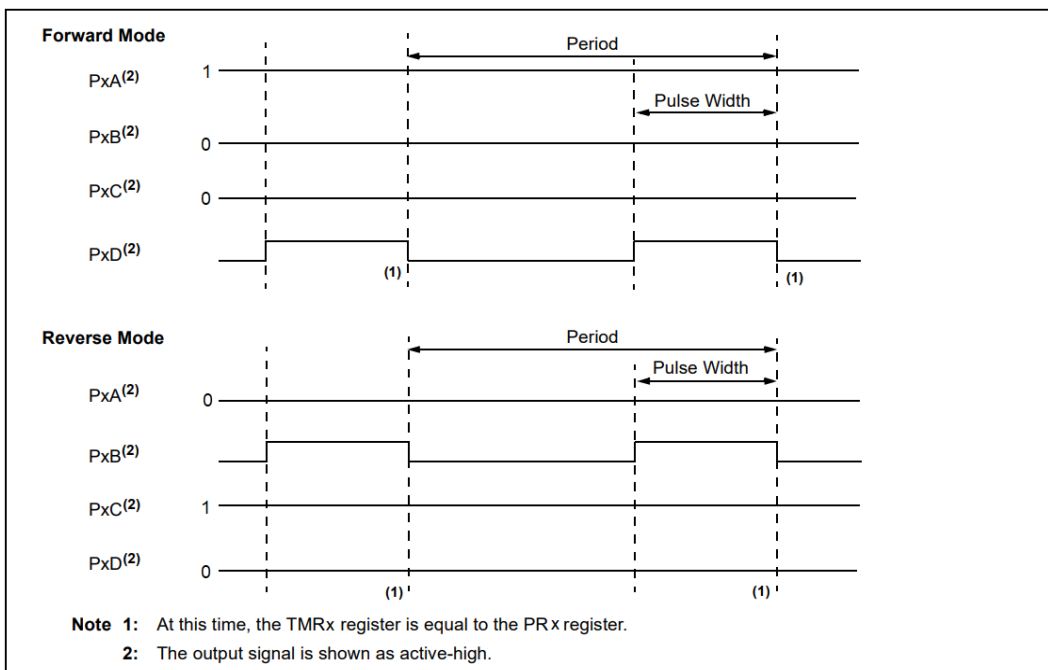 Forward Mode
Period
PxA(2) 1
Pulse Width
PxB(2) 0
PxC(2) 0
PxD(2)
(1) (1)
Reverse Mode
Period
Pulse Width
PxA(2) 0
PxB(2)
PxC(2) 1
PxD(2) 0
(1) (1)
Note 1: At this time, the TMRx register is equal to the PRx register.
2: The output signal is shown as active-high.